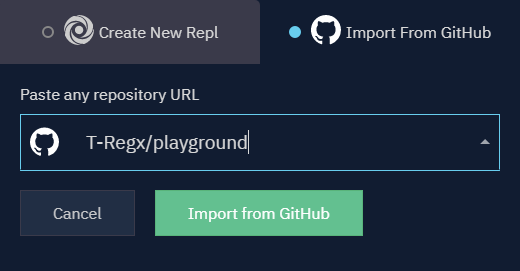 Create New Repl
Import From GitHub
Paste any repository URL
T-Regx/playground
Cancel
Import from GitHub